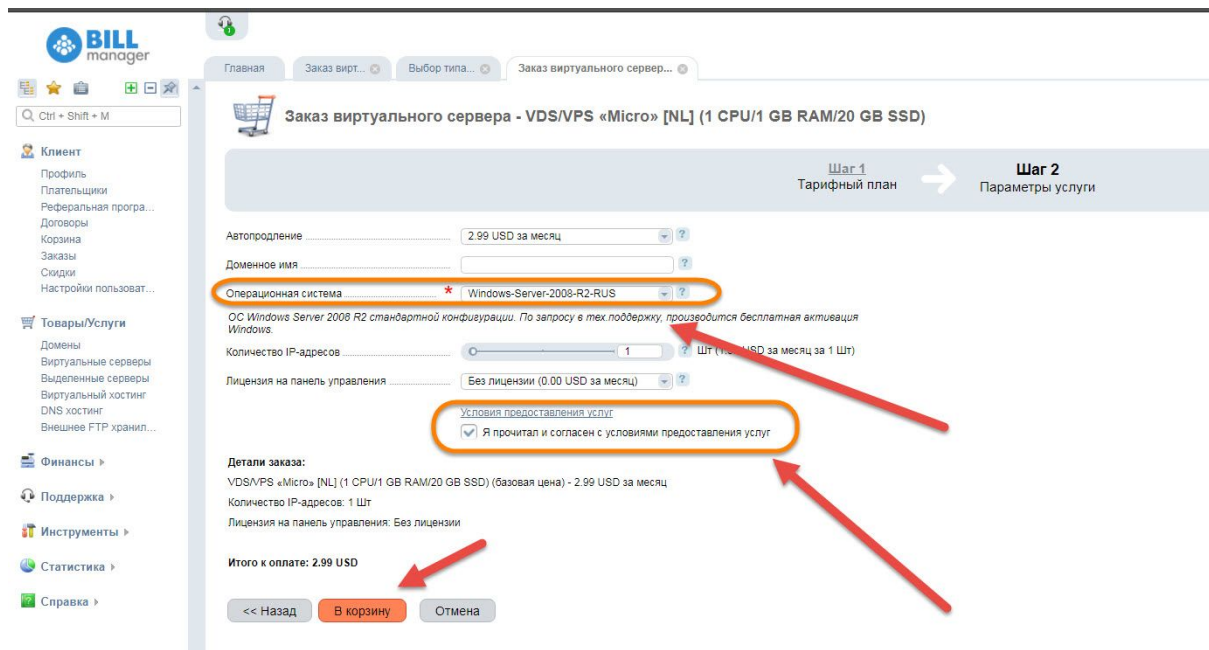 BILL
manager
Главная
Заказ вирт...
Выбор типа...
Заказ виртуального сервер...
Ctrl + Shift + M
Заказ виртуального сервера - VDS/VPS «Micro» [NL] (1 CPU/1 GB RAM/20 GB SSD)
Шаг 1
Тарифный план
Шаг 2
Параметры услуги
Клиент
Профиль
Плательщики
Реферальная програ...
Договоры
Корзина
Заказы
Скидки
Настройки пользоват...
Товары/Услуги
Домены
Виртуальные серверы
Выделенные серверы
Виртуальный хостинг
DNS хостинг
Внешнее FTP хранил...
Финансы
Поддержка
Инструменты
Статистика
Справка
Автопродление 2.99 USD за месяц ?
Доменное имя ?
Операционная система * Windows-Server-2008-R2-RUS ?
ОС Windows Server 2008 R2 стандартной конфигурации. По запросу в тех.поддержку, производится бесплатная активация
Windows.
Количество IP-адресов 1 ? Шт USD за месяц за 1 Шт)
Лицензия на панель управления Без лицензии (0.00 USD за месяц) ?
Условия предоставления услуг
Я прочитал и согласен с условиями предоставления услуг
Детали заказа:
VDS/VPS «Micro» [NL] (1 CPU/1 GB RAM/20 GB SSD) (базовая цена) - 2.99 USD за месяц
Количество IP-адресов: 1 Шт
Лицензия на панель управления: Без лицензии
Итого к оплате: 2.99 USD
<< Назад
В корзину
Отмена